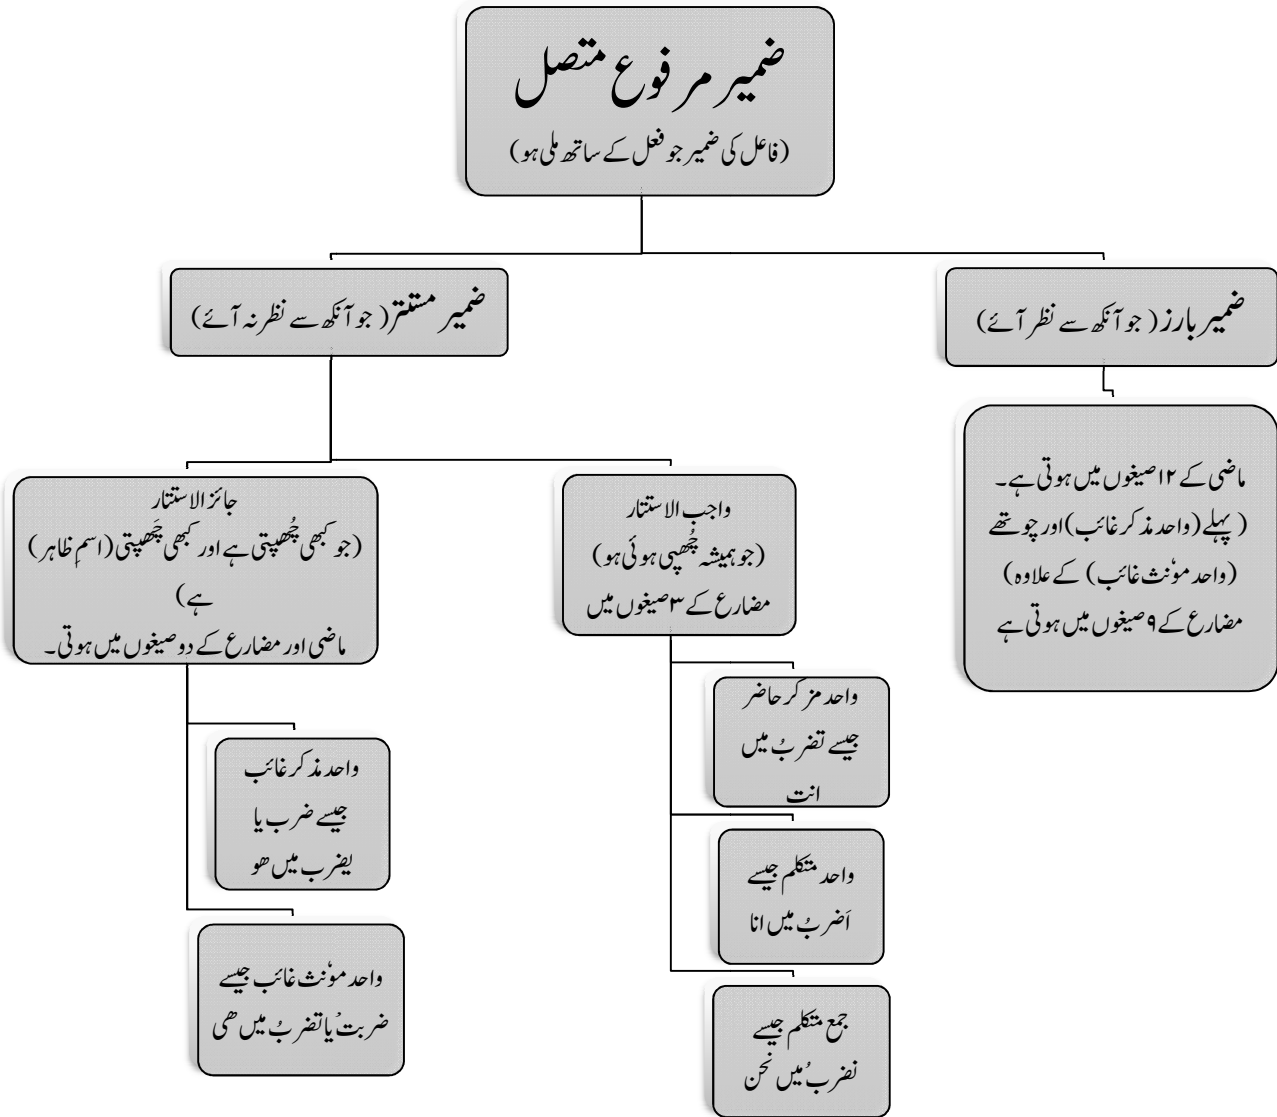 ضمیر مرفوع متصل
(فاعل کی ضمیر جو فعل کے ساتھ ملی ہو)
ضمیر بارز (جو آنکھ سے نظر آئے)
ماضی کے ۱۲ صیغوں میں ہوتی ہے۔
(پہلے (واحد مذکر غائب) اور چوتھے
(واحد موٴنث غائب) کے علاوہ)
مضارع کے ۹ صیغوں میں ہوتی ہے
ضمیر مستتر (جو آنکھ سے نظر نہ آئے)
واجب الاستتار
(جو ہمیشہ چُھپی ہوئی ہو)
مضارع کے ۳ صیغوں میں
واحد مزکر حاضر
جیسے تضربُ میں
انت
واحد متکلم جیسے
اَضربُ میں انا
جمع متکلم جیسے
نضربُ میں نحن
جائز الاستتار
(جو کبھی چُھپتی ہے اور کبھی چَھپتی (اسمِ ظاہر)
ہے)
ماضی اور مضارع کے دو صیغوں میں ہوتی۔
واحد مذکر غائب
جیسے ضرب یا
یضرب میں ھو
واحد موٴنث غائب جیسے
ضربتْ یا تضربُ میں ھی